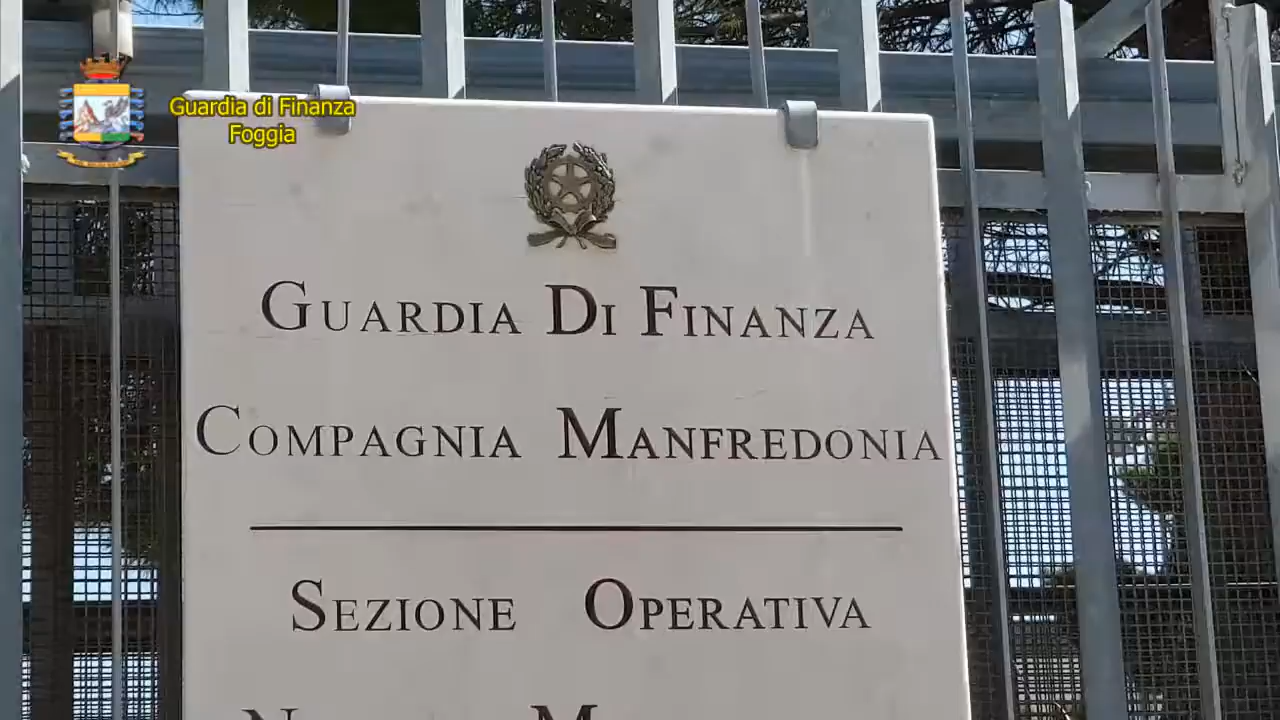 Guardia di Finanza
Foggia
GUARDIA DI FINANZA
COMPAGNIA MANFREDONIA
SEZIONE OPERATIVA